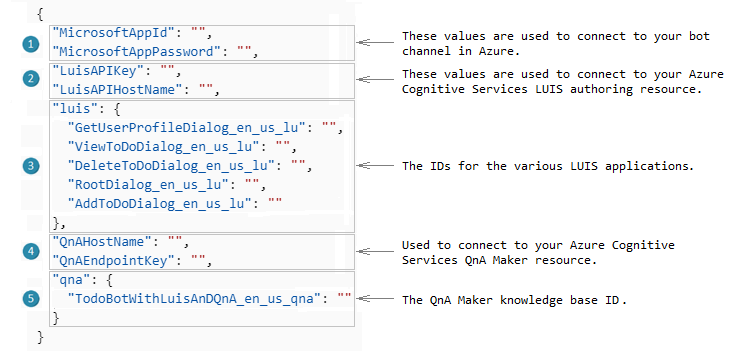 {
1 "MicrosoftAppId": "",
"MicrosoftAppPassword": "",
These values are used to connect to your bot
channel in Azure.
2 "LuisAPIKey": "",
"LuisAPIHostName": "",
These values are used to connect to your Azure
Cognitive Services LUIS authoring resource.
3 "luis": {
"GetUserProfileDialog_en_us_lu": "",
"ViewToDoDialog_en_us_lu": "",
"DeleteToDoDialog_en_us_lu": "",
"RootDialog_en_us_lu": "",
"AddToDoDialog_en_us_lu": ""
},
The IDs for the various LUIS applications.
4 "QnAHostName": "",
"QnAEndpointKey": "",
Used to connect to your Azure Cognitive
Services QnA Maker resource.
5 "qna": {
"TodoBotWithLuisAnDQnA_en_us_qna": ""
}
The QnA Maker knowledge base ID.
}